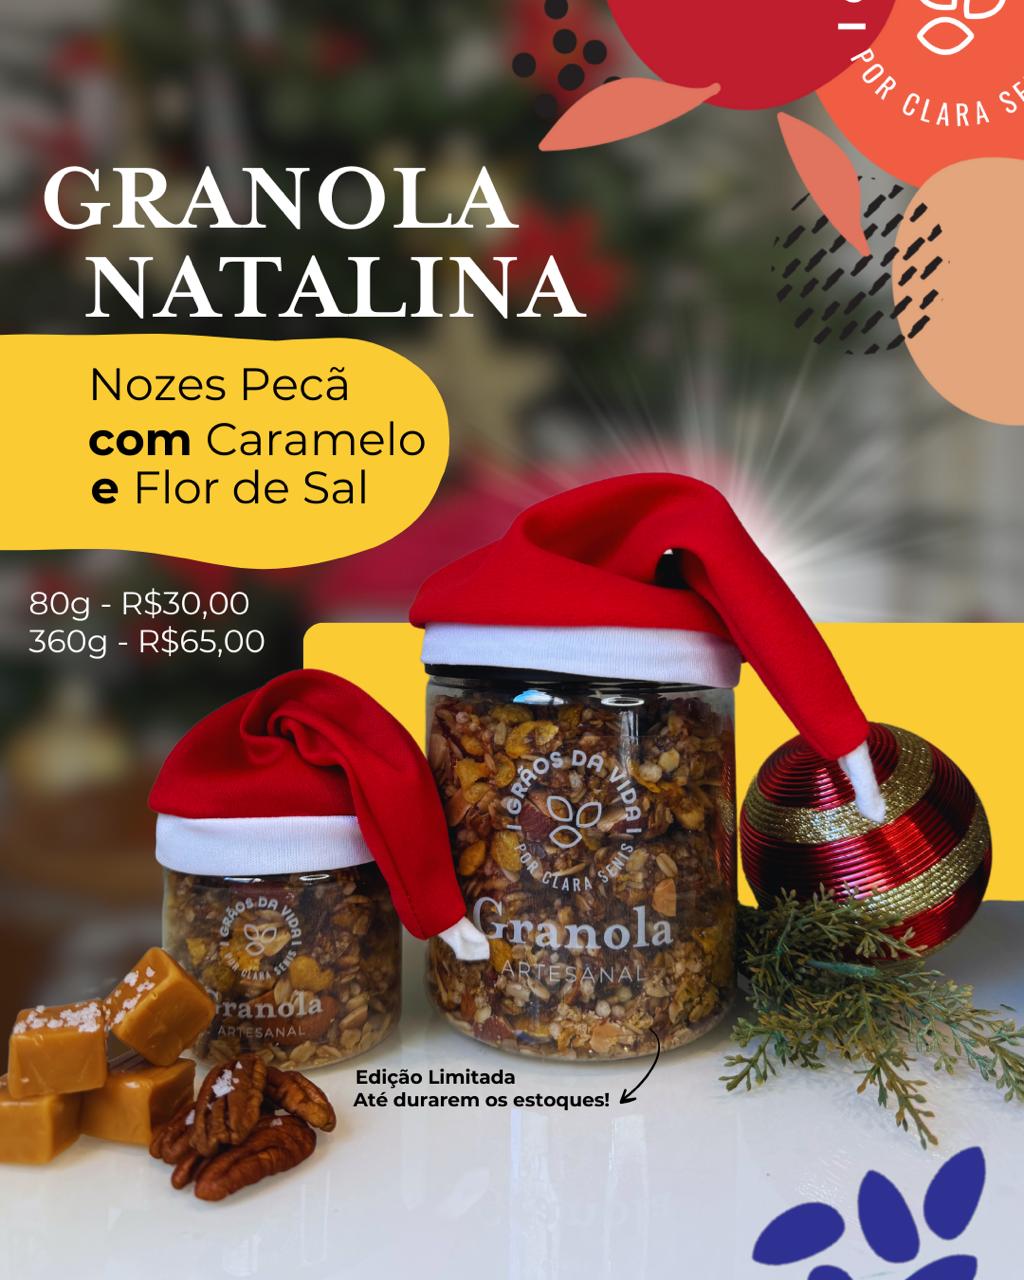 POR CLARA SE
GRANOLA
NATALINA
Nozes Pecã
com Caramelo
e Flor de Sal
80g - R$30,00
360g - R$65,00
GRÃOS DA VIDA
POR CLARA SENIS
Granola
ARTESANAL
GRÃOS DA VIDA
POR CLARA SENIS
Granola
ARTESANAL
Edição Limitada
Até durarem os estoques!